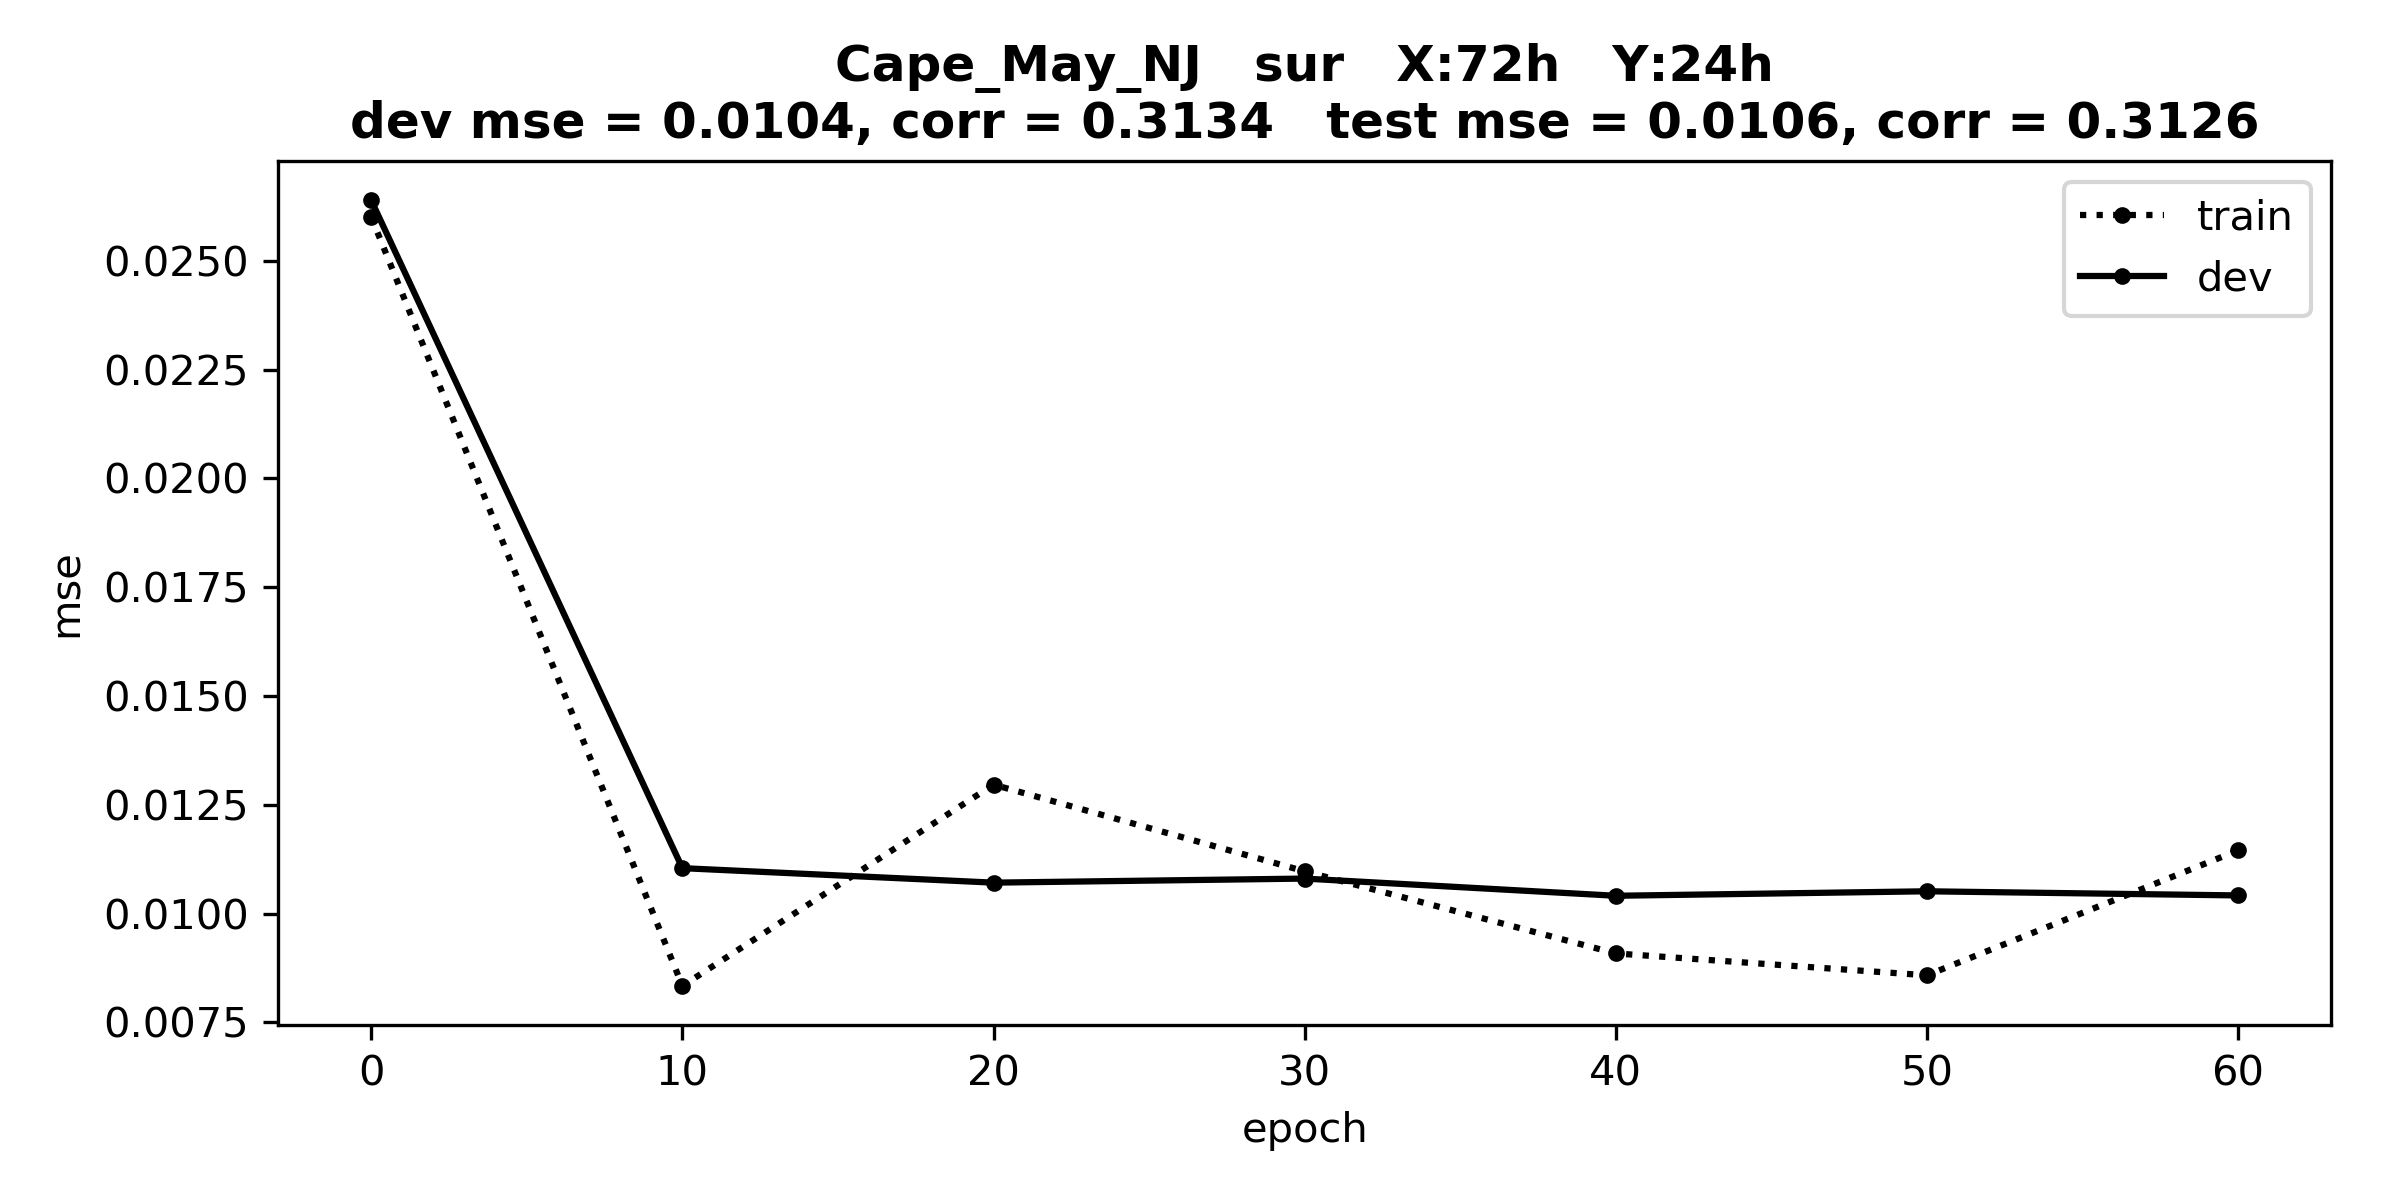 Cape_May_NJ   sur   X:72h   Y:24h
dev mse = 0.0104, corr = 0.3134   test mse = 0.0106, corr = 0.3126
train
dev
mse
0.0250
0.0225
0.0200
0.0175
0.0150
0.0125
0.0100
0.0075
0 10 20 30 40 50 60
epoch